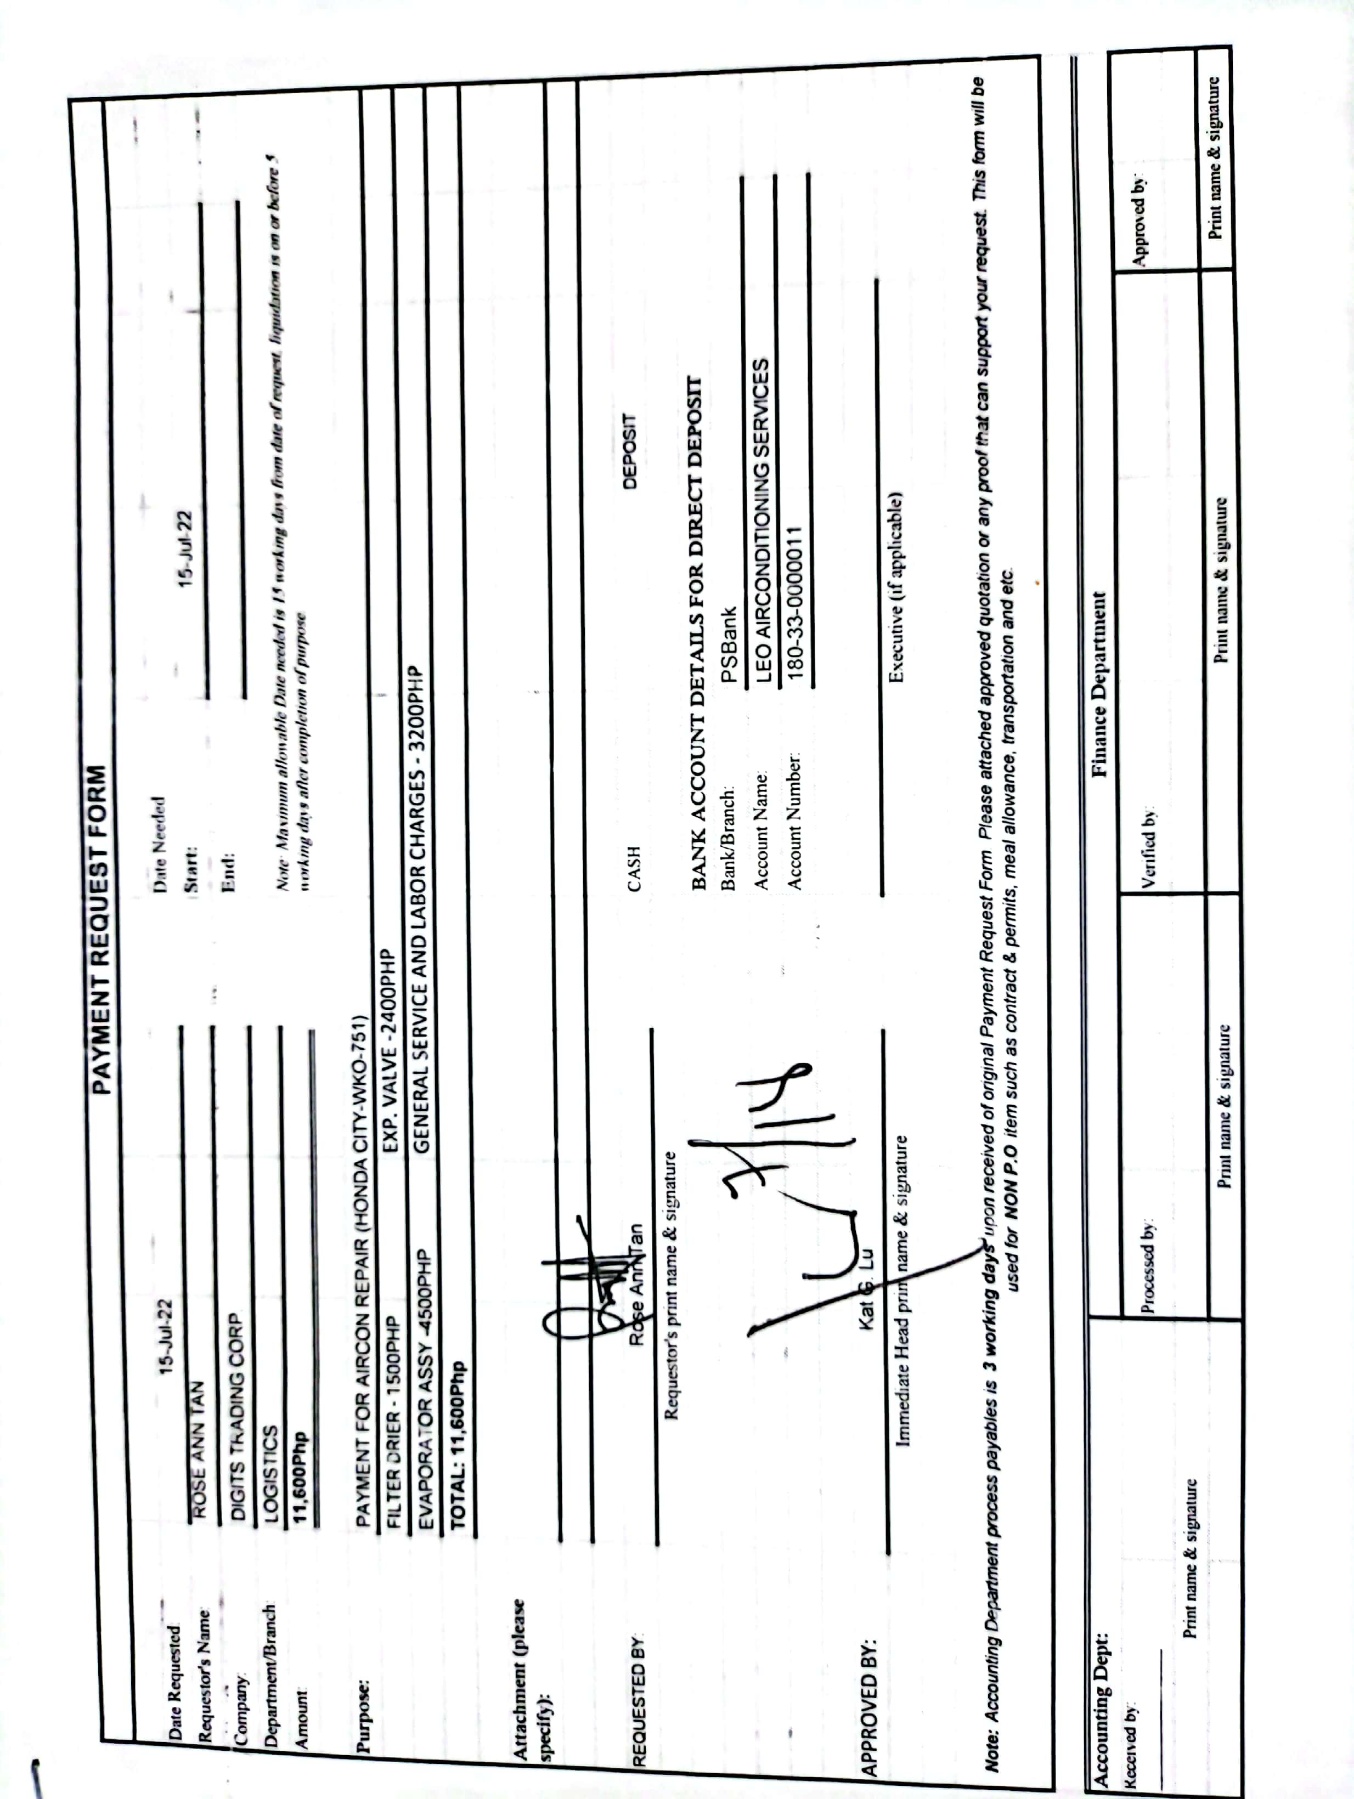 PAYMENT REQUEST FORM
Date Requested: 15-Jul-22
Requestor's Name: ROSE ANN TAN
Company: DIGITS TRADING CORP
Department/Branch: LOGISTICS
Amount: 11,600Php
Date Needed
Start: 15-Jul-22
End:
Note: Maximum allowable Date needed is 15 working days from date of request, liquidation is on or before 5
working days after completion of purpose
Purpose: PAYMENT FOR AIRCON REPAIR (HONDA CITY-WKO-751)
FILTER DRIER - 1500PHP EXP. VALVE -2400PHP
EVAPORATOR ASSY -4500PHP GENERAL SERVICE AND LABOR CHARGES - 3200PHP
TOTAL: 11,600Php
Attachment (please
specify):
REQUESTED BY: Rose Ann Tan
Requestor's print name & signature
CASH DEPOSIT
BANK ACCOUNT DETAILS FOR DIRECT DEPOSIT
Bank/Branch: PSBank
Account Name: LEO AIRCONDITIONING SERVICES
Account Number: 180-33-0000011
7/14
APPROVED BY: Kat G. Lu
Immediate Head print name & signature
Executive (if applicable)
Note: Accounting Department process payables is 3 working days upon received of original Payment Request Form Please attached approved quotation or any proof that can support your request. This form will be
used for NON P.O item such as contract & permits, meal allowance, transportation and etc.
Accounting Dept: Finance Department
Received by: Processed by: Verified by: Approved by:
Print name & signature Print name & signature Print name & signature Print name & signature